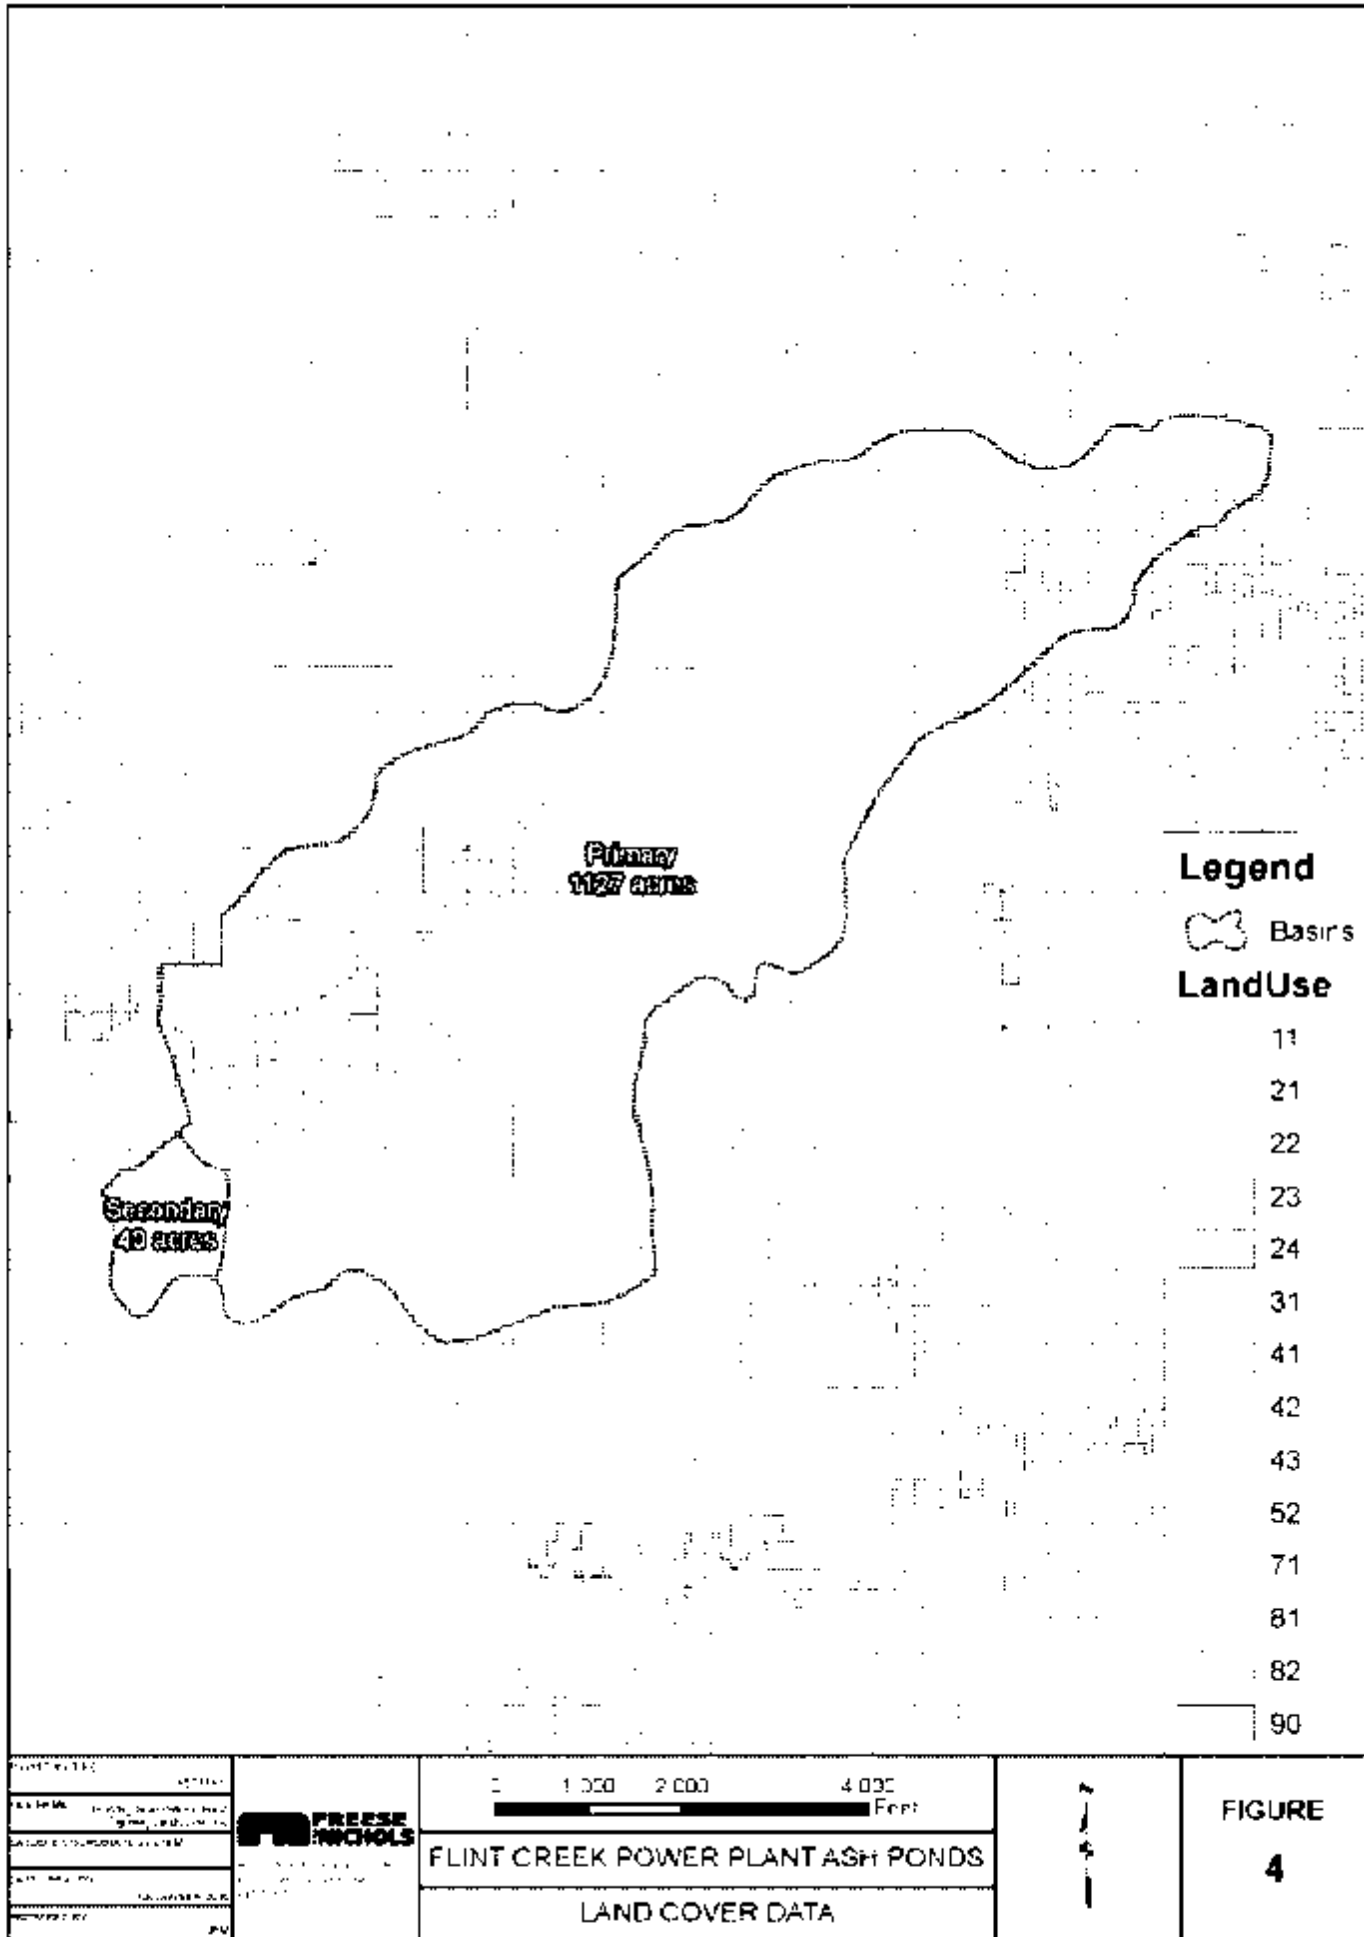 Primary
1127 acres
Secondary
40 acres
Legend
Basins
LandUse
11
21
22
23
24
31
41
42
43
52
71
81
82
90
0 1,000 2,000 4,000
Feet
FREESE
NICHOLS
FLINT CREEK POWER PLANT ASH PONDS
LAND COVER DATA
FIGURE
4